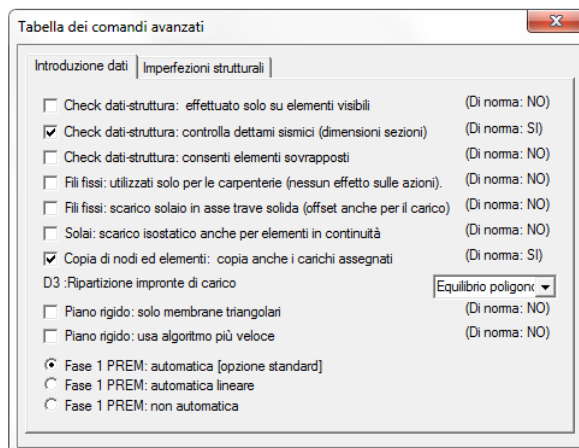 Tabella dei comandi avanzati
Introduzione dati Imperfezioni strutturali
Check dati-struttura: effettuato solo su elementi visibili (Di norma: NO)
Check dati-struttura: controlla dettami sismici (dimensioni sezioni) (Di norma: SI)
Check dati-struttura: consenti elementi sovrapposti (Di norma: NO)
Fili fissi: utilizzati solo per le carpenterie (nessun effetto sulle azioni). (Di norma: NO)
Fili fissi: scarico solaio in asse trave solida (offset anche per il carico) (Di norma: NO)
Solai: scarico isostatico anche per elementi in continuità (Di norma: NO)
Copia di nodi ed elementi: copia anche i carichi assegnati (Di norma: SI)
D3 :Ripartizione impronte di carico Equilibrio poligono
Piano rigido: solo membrane triangolari (Di norma: NO)
Piano rigido: usa algoritmo più veloce (Di norma: NO)
Fase 1 PREM: automatica [opzione standard]
Fase 1 PREM: automatica lineare
Fase 1 PREM: non automatica